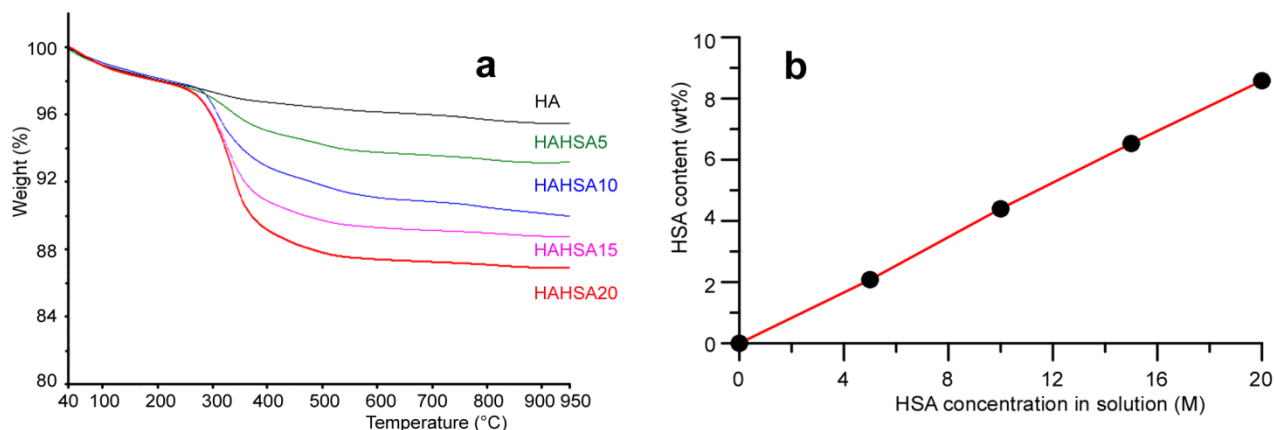 a
100
96
92
88
84
80
Weight (%)
HA
HAHSA5
HAHSA10
HAHSA15
HAHSA20
40 100 200 300 400 500 600 700 800 900 950
Temperature (°C)
b
10
8
6
4
2
0
HSA content (wt%)
0 4 8 12 16 20
HSA concentration in solution (M)